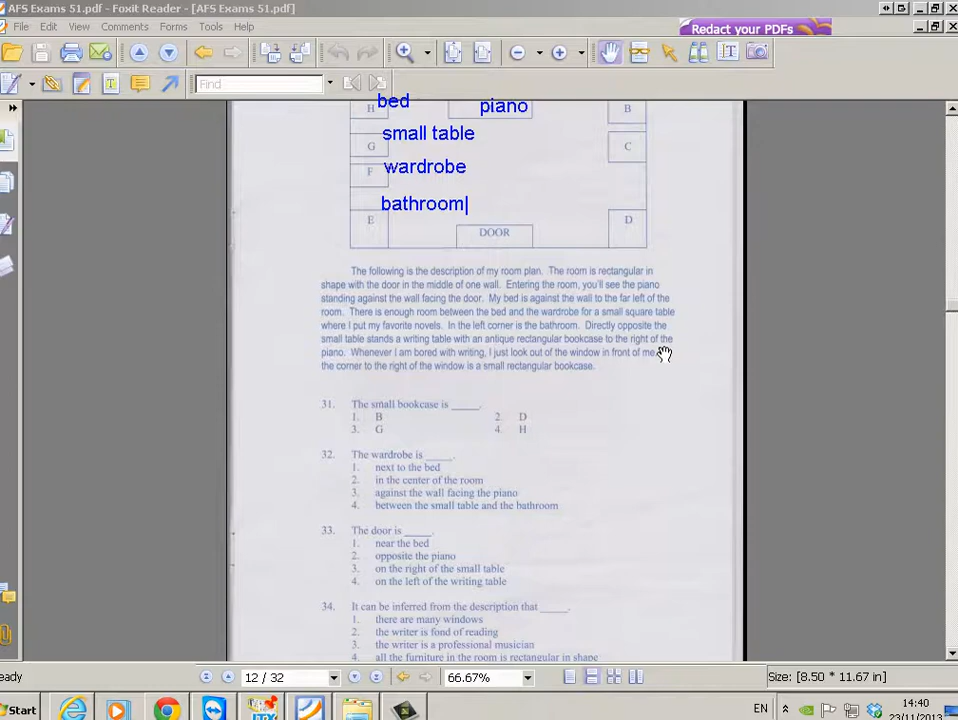 AFS Exams 51.pdf - Foxit Reader - [AFS Exams 51.pdf]
File Edit View Comments Forms Tools Help
Redact your PDFs
Find
H bed piano B
small table
G C
F wardrobe
bathroom
E D
DOOR
The following is the description of my room plan. The room is rectangular in
shape with the door in the middle of one wall. Entering the room, you'll see the piano
standing against the wall facing the door. My bed is against the wall to the far left of the
room. There is enough room between the bed and the wardrobe for a small square table
where I put my favorite novels. In the left corner is the bathroom. Directly opposite the
small table stands a writing table with an antique rectangular bookcase to the right of the
piano. Whenever I am bored with writing, I just look out of the window in front of me
the corner to the right of the window is a small rectangular bookcase.
31. The small bookcase is _____.
1. B 2. D
3. G 4. H
32. The wardrobe is _____.
1. next to the bed
2. in the center of the room
3. against the wall facing the piano
4. between the small table and the bathroom
33. The door is _____.
1. near the bed
2. opposite the piano
3. on the right of the small table
4. on the left of the writing table
34. It can be inferred from the description that _____.
1. there are many windows
2. the writer is fond of reading
3. the writer is a professional musician
4. all the furniture in the room is rectangular in shape
eady 12 / 32 66.67% Size: [8.50 * 11.67 in]
Start EN 14:40
23/11/2013